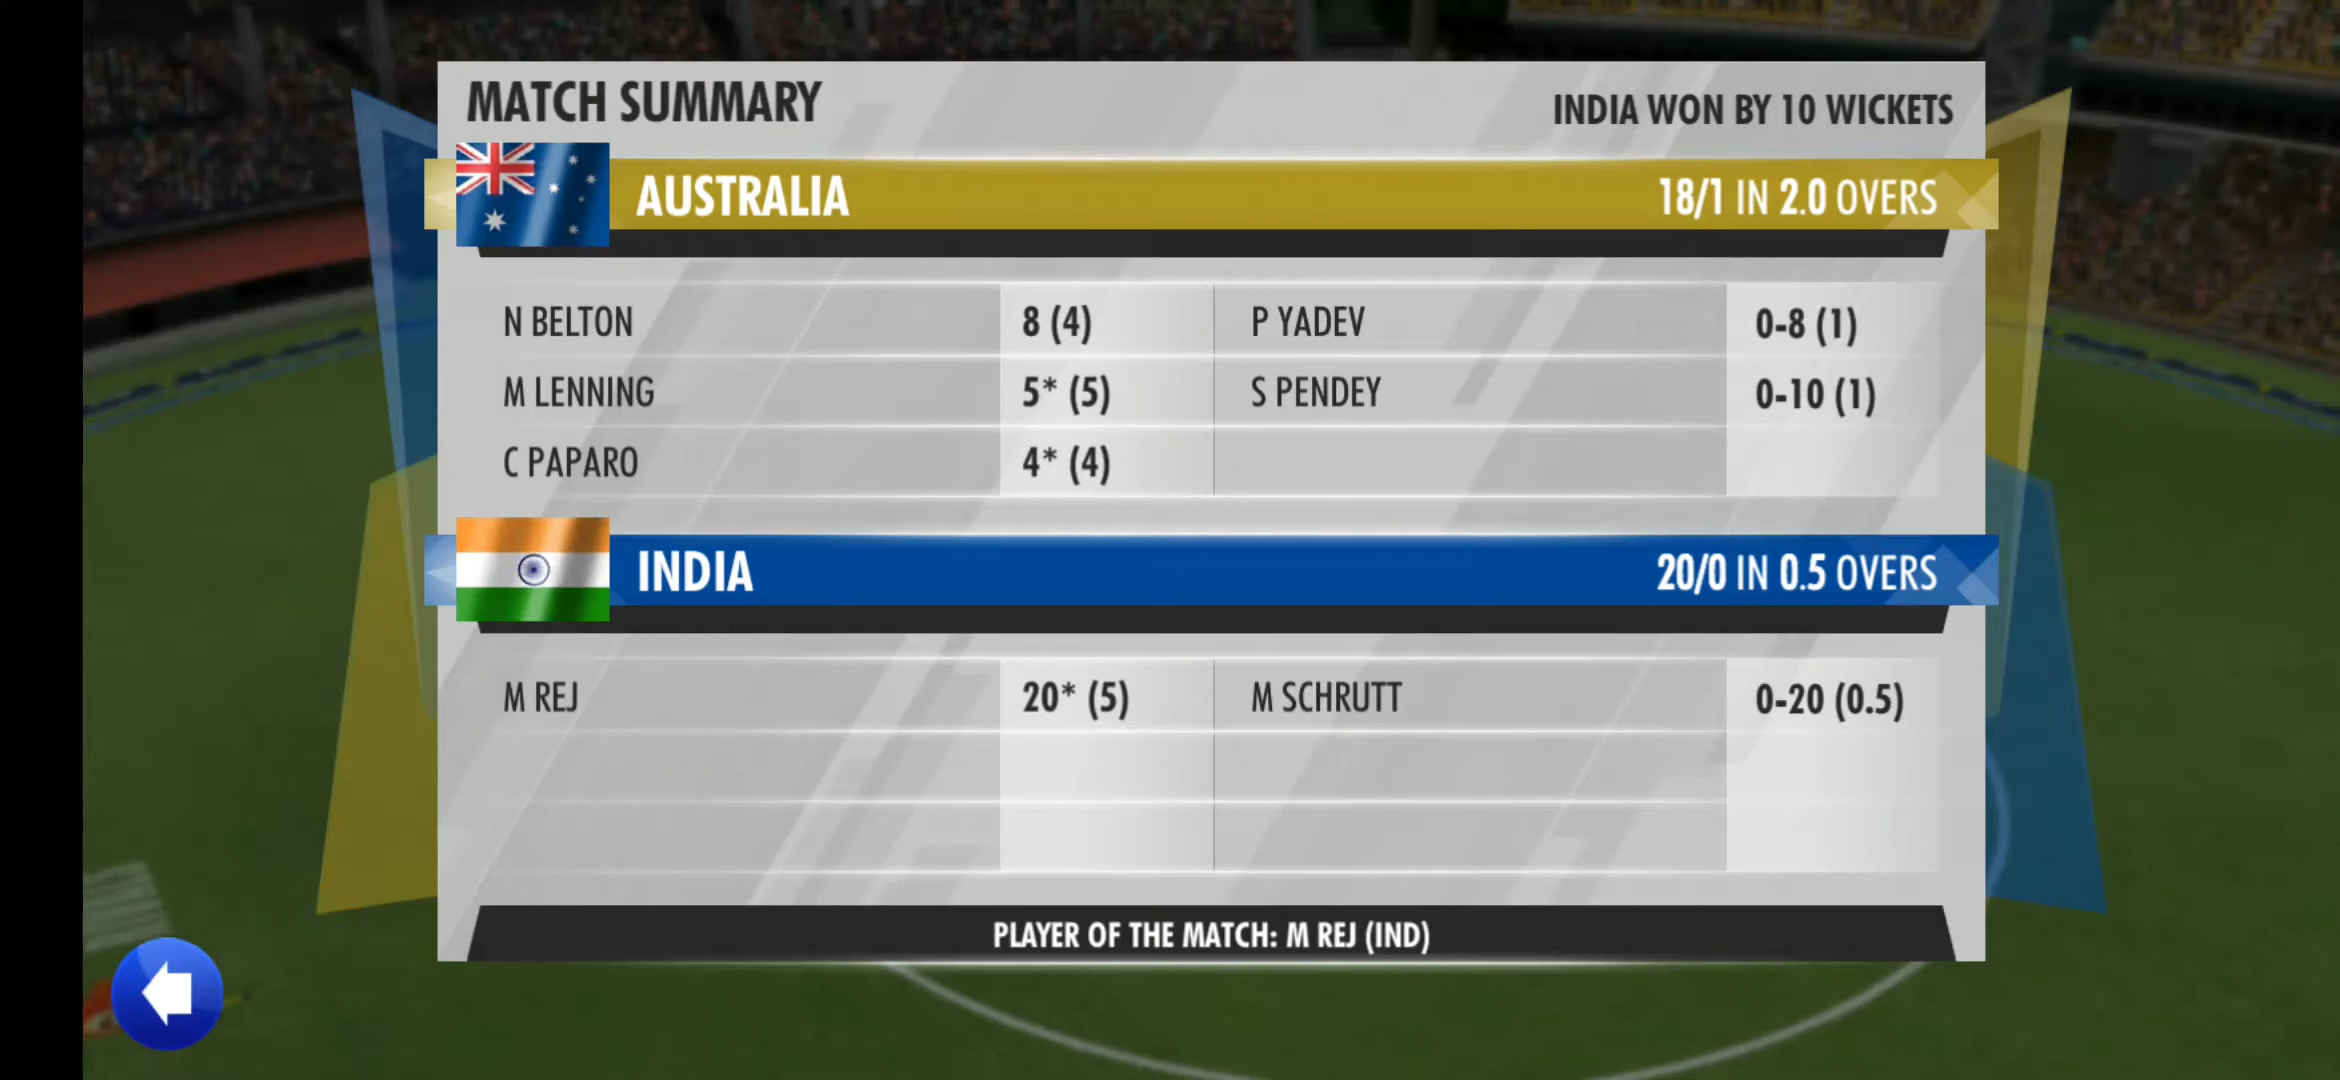 MATCH SUMMARY INDIA WON BY 10 WICKETS
AUSTRALIA 18/1 IN 2.0 OVERS
N BELTON 8 (4) P YADEV 0-8 (1)
M LENNING 5* (5) S PENDEY 0-10 (1)
C PAPARO 4* (4)
INDIA 20/0 IN 0.5 OVERS
M REJ 20* (5) M SCHRUTT 0-20 (0.5)
PLAYER OF THE MATCH: M REJ (IND)